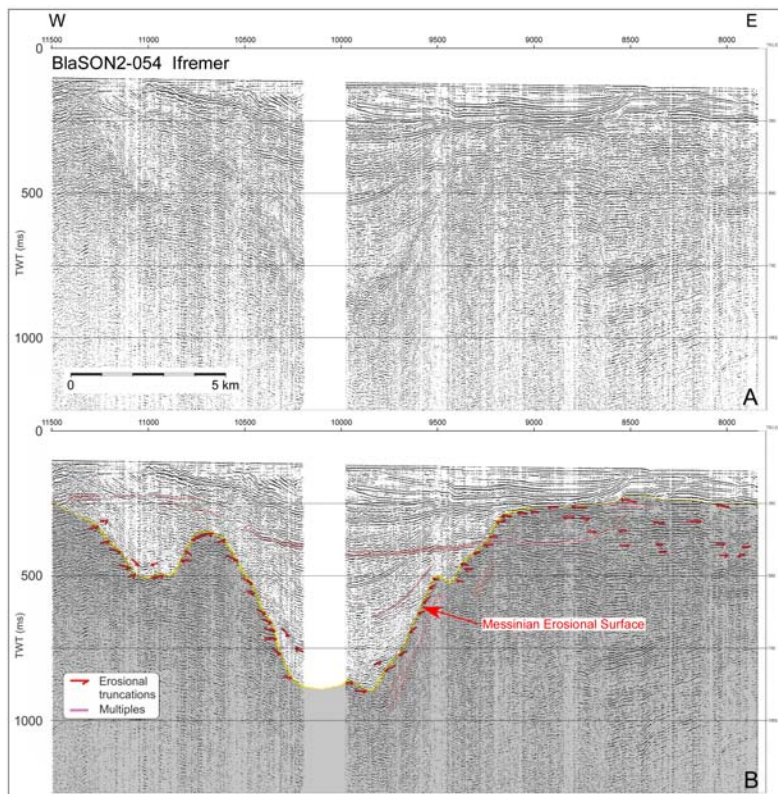 W E
11500 11000 10500 10000 9500 9000 8500 8000
0
BlaSON2-054 Ifremer
500
TWT (ms)
1000
0 5 km
A
11500 11000 10500 10000 9500 9000 8500 8000
0
500
Messinian Erosional Surface
TWT (ms)
Erosional
truncations
Multiples
1000
B